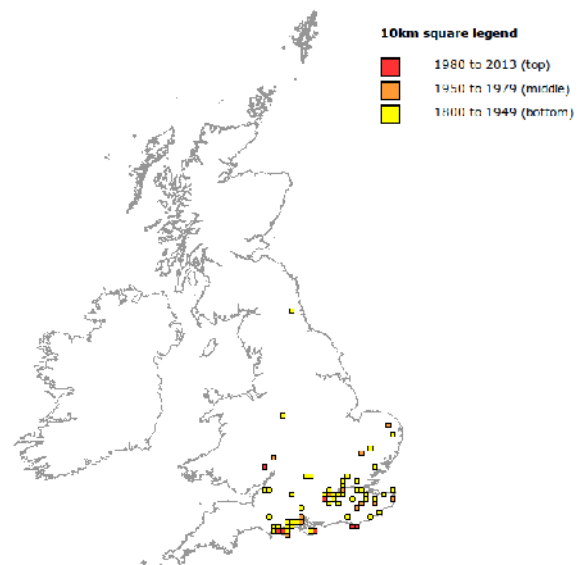 10km square legend
1980 to 2013 (top)
1950 to 1979 (middle)
1800 to 1949 (bottom)